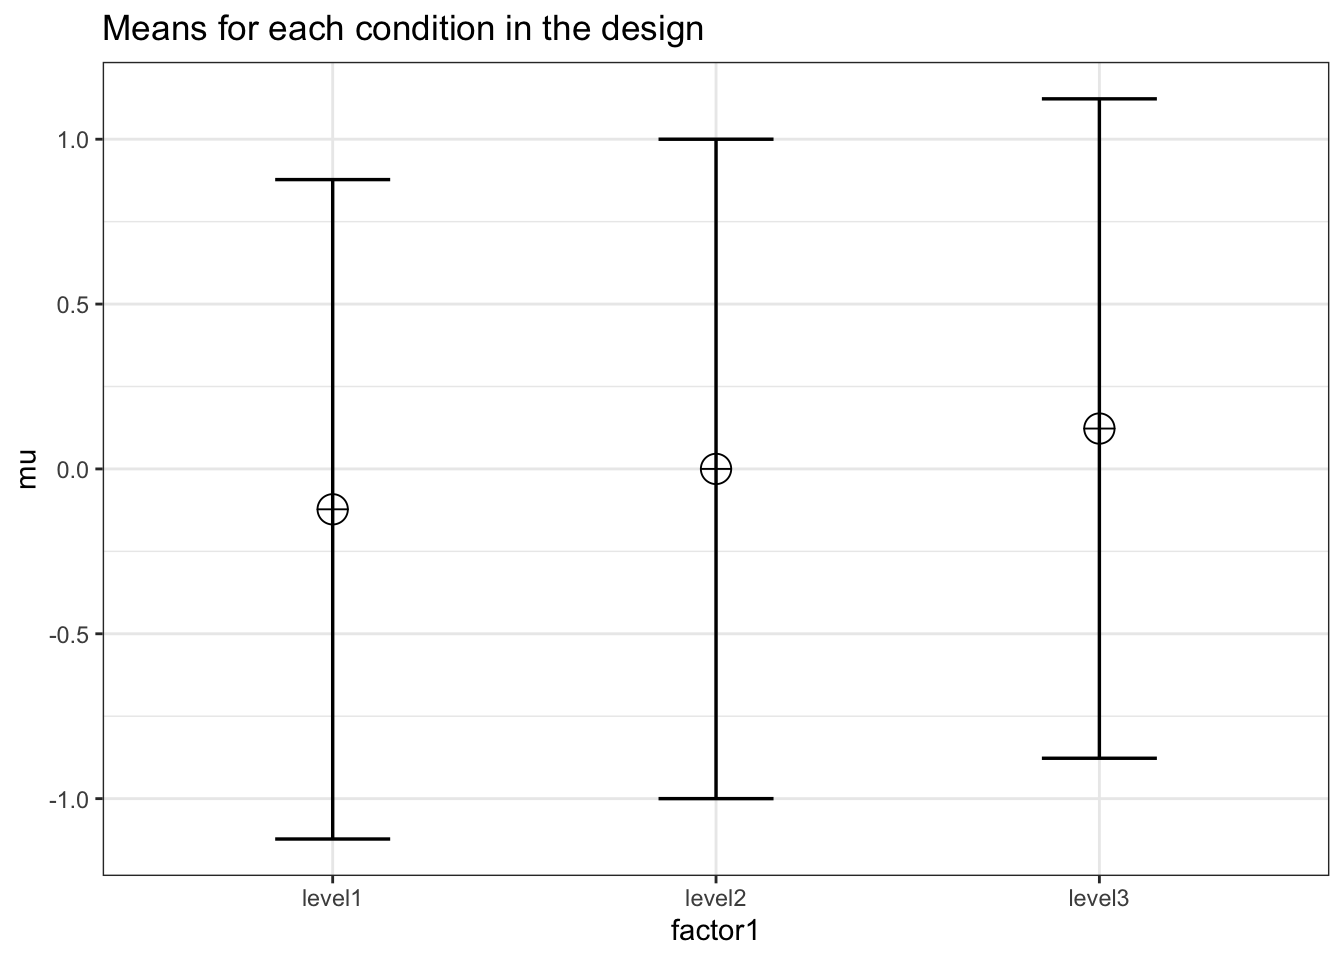 Means for each condition in the design
1.0
0.5
0.0
-0.5
-1.0
mu
level1 level2 level3
factor1